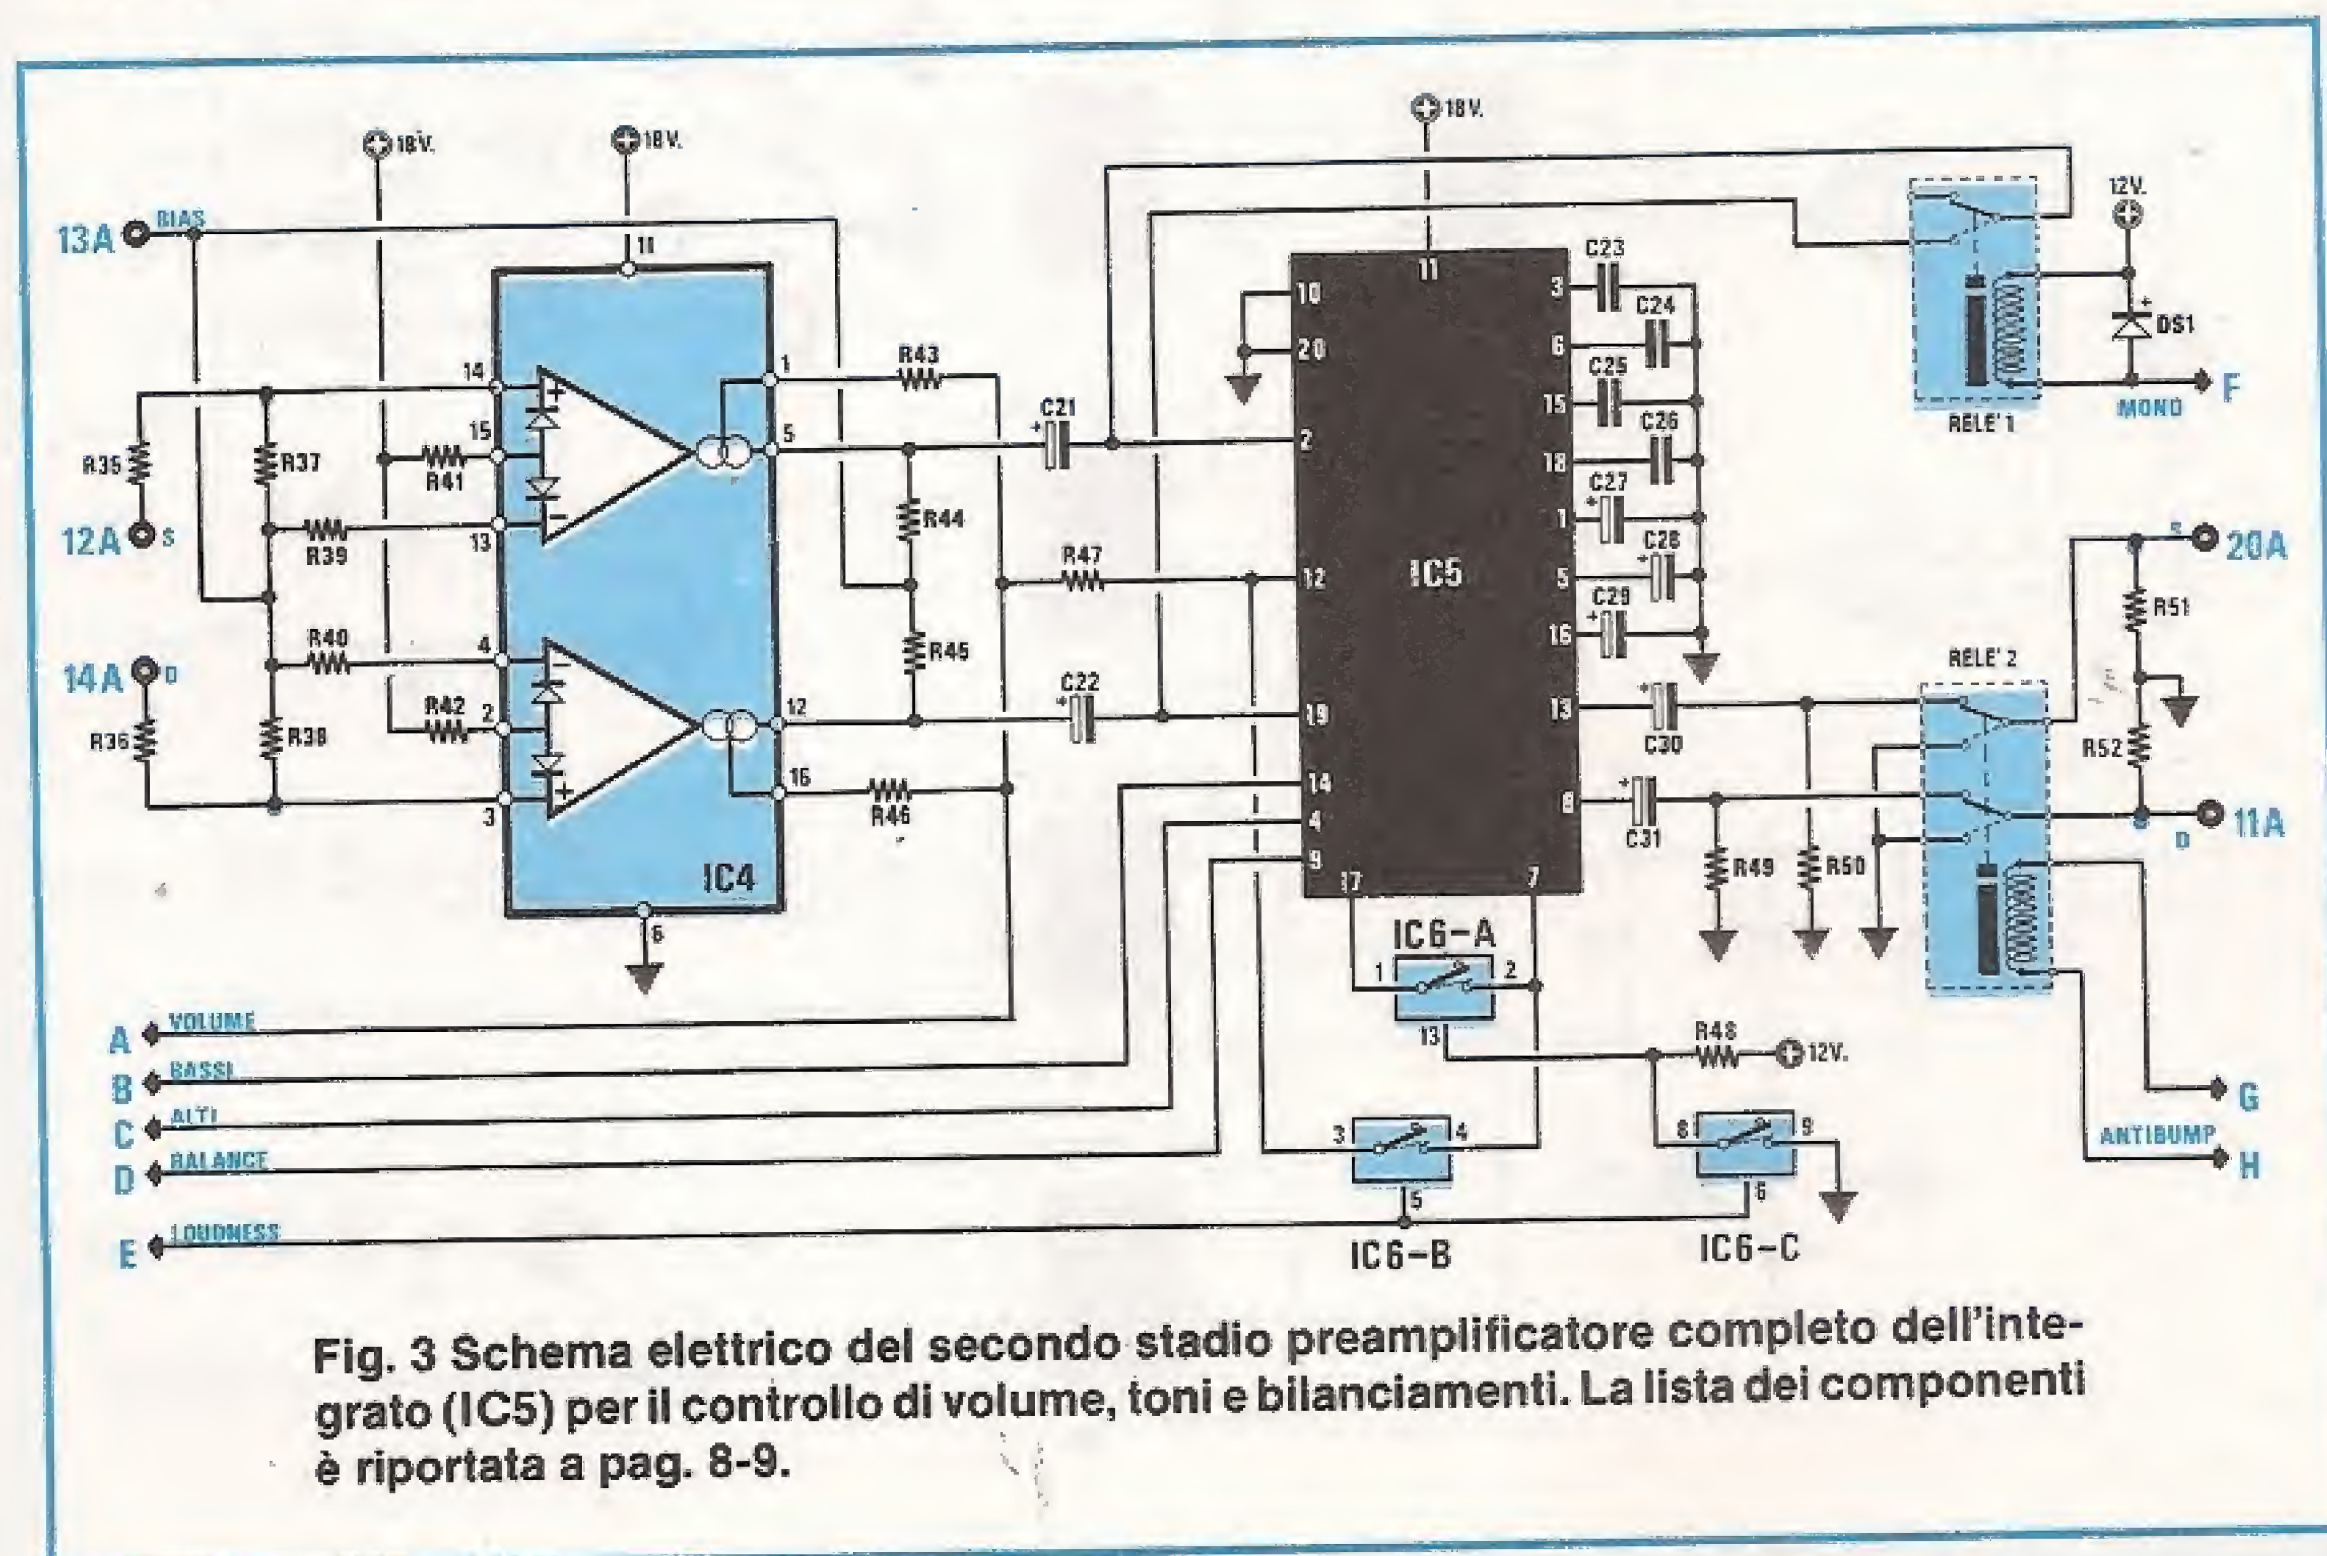 18V.
18V.
18V.
12V.
13A
BIAS
11
14
15
13
R35
R37
R41
R39
12A
S
14A
D
R40
R42
R36
R38
4
2
3
1
5
12
16
6
IC4
R43
C21
R44
R47
R45
C22
R46
10
20
2
12
19
14
4
9
17
7
11
IC5
3
6
15
18
1
5
16
13
C23
C24
C25
C26
C27
C28
C29
C30
C31
R49
R50
RELE' 1
DS1
F
MONO
RELE' 2
S
20A
R51
R52
D
11A
IC6-A
1
2
13
R48
12V.
3
4
5
IC6-B
8
9
6
IC6-C
G
ANTIBUMP
H
A
VOLUME
B
BASSI
C
ALTI
D
BALANCE
E
LOUDNESS
Fig. 3 Schema elettrico del secondo stadio preamplificatore completo dell'inte-
grato (IC5) per il controllo di volume, toni e bilanciamenti. La lista dei componenti
è riportata a pag. 8-9.